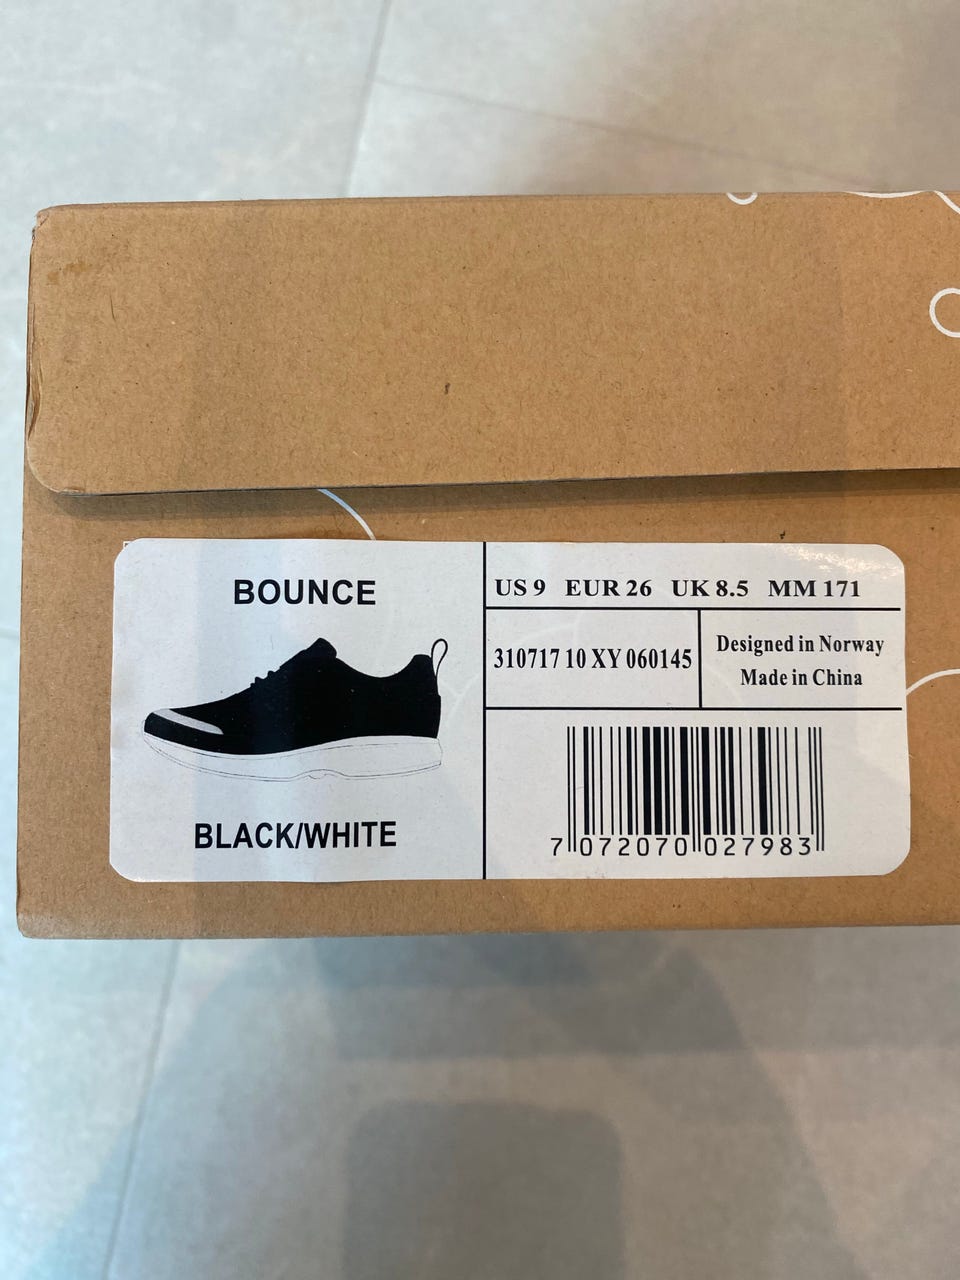 BOUNCE
BLACK/WHITE
US 9 EUR 26 UK 8.5 MM 171
310717 10 XY 060145
Designed in Norway
Made in China
7 072070 027983